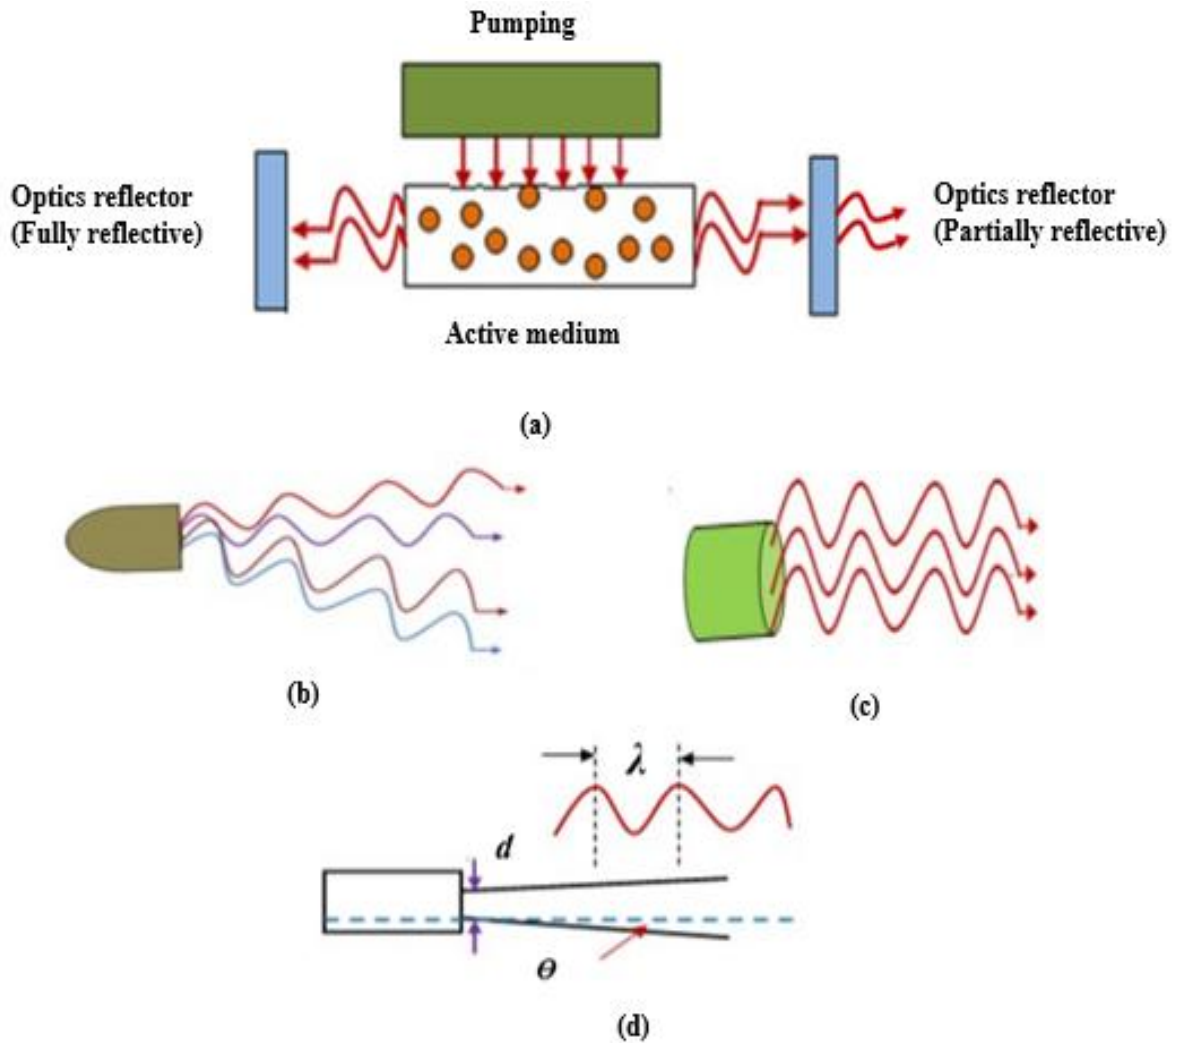 Pumping
Optics reflector
(Fully reflective)
Optics reflector
(Partially reflective)
Active medium
(a)
(b)
(c)
λ
d
θ
(d)